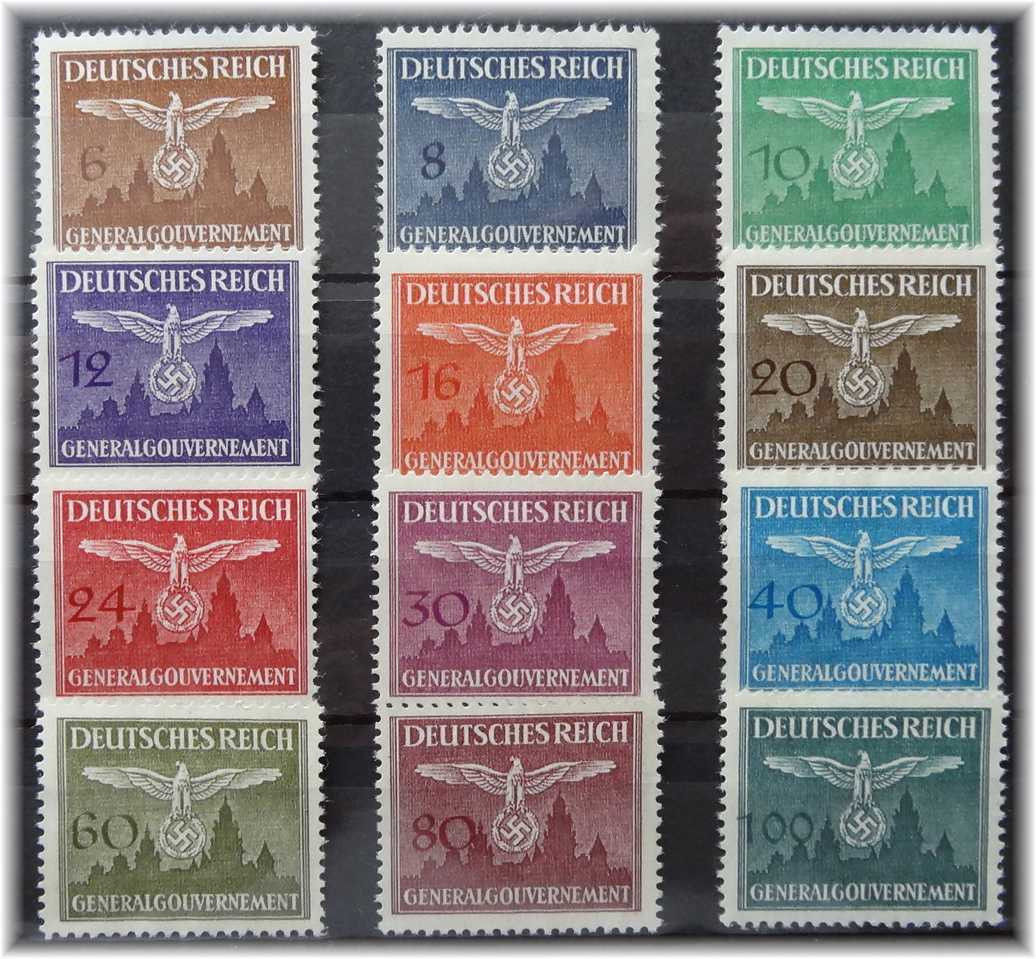 DEUTSCHES REICH
6
GENERALGOUVERNEMENT
DEUTSCHES REICH
8
GENERALGOUVERNEMENT
DEUTSCHES REICH
10
GENERALGOUVERNEMENT
DEUTSCHES REICH
12
GENERALGOUVERNEMENT
DEUTSCHES REICH
16
GENERALGOUVERNEMENT
DEUTSCHES REICH
20
GENERALGOUVERNEMENT
DEUTSCHES REICH
24
GENERALGOUVERNEMENT
DEUTSCHES REICH
30
GENERALGOUVERNEMENT
DEUTSCHES REICH
40
GENERALGOUVERNEMENT
DEUTSCHES REICH
60
GENERALGOUVERNEMENT
DEUTSCHES REICH
80
GENERALGOUVERNEMENT
DEUTSCHES REICH
100
GENERALGOUVERNEMENT